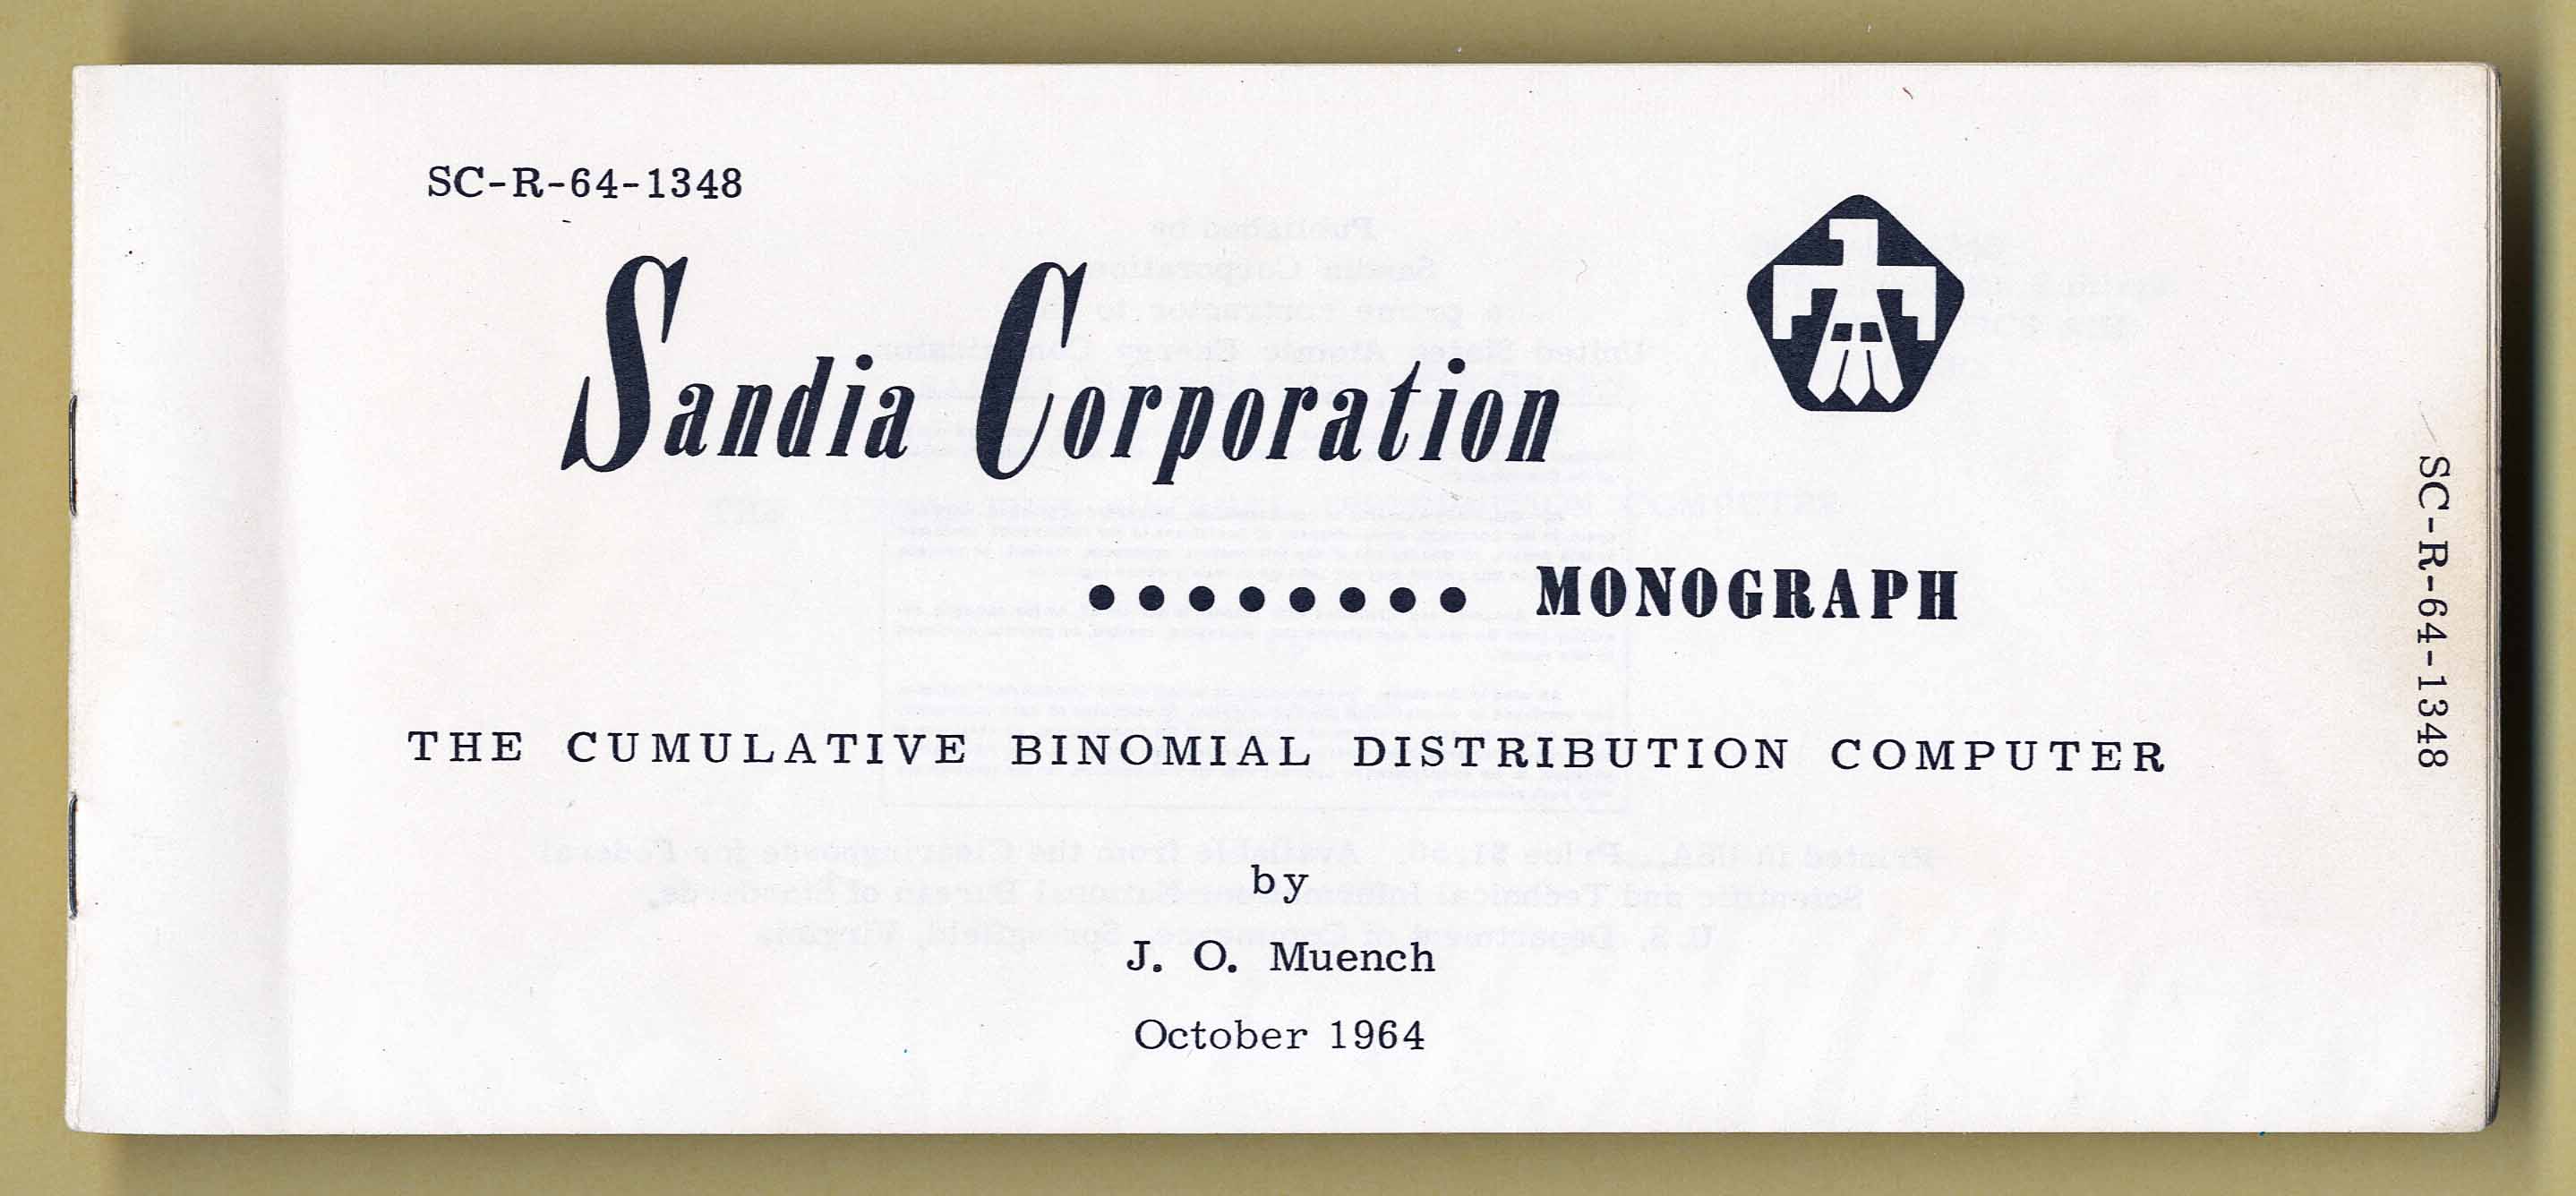 SC-R-64-1348
Sandia Corporation
•••••••• MONOGRAPH
SC-R-64-1348
THE CUMULATIVE BINOMIAL DISTRIBUTION COMPUTER
by
J. O. Muench
October 1964